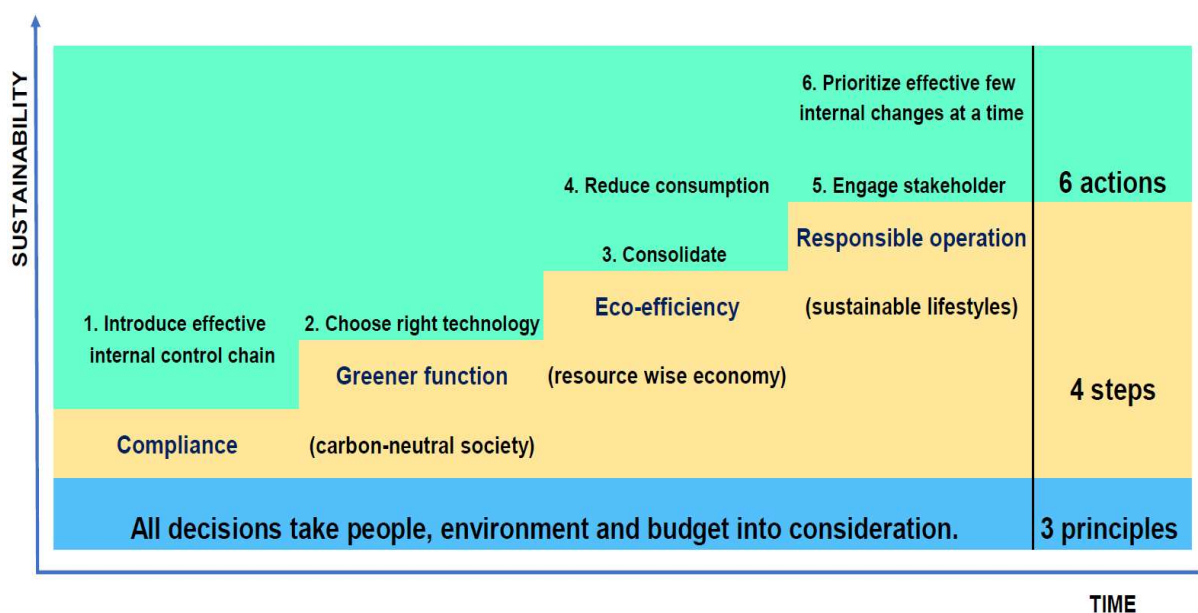 SUSTAINABILITY
6. Prioritize effective few
internal changes at a time
4. Reduce consumption
5. Engage stakeholder
6 actions
Responsible operation
3. Consolidate
Eco-efficiency
(sustainable lifestyles)
1. Introduce effective
internal control chain
2. Choose right technology
Greener function
(resource wise economy)
4 steps
Compliance
(carbon-neutral society)
All decisions take people, environment and budget into consideration.
3 principles
TIME